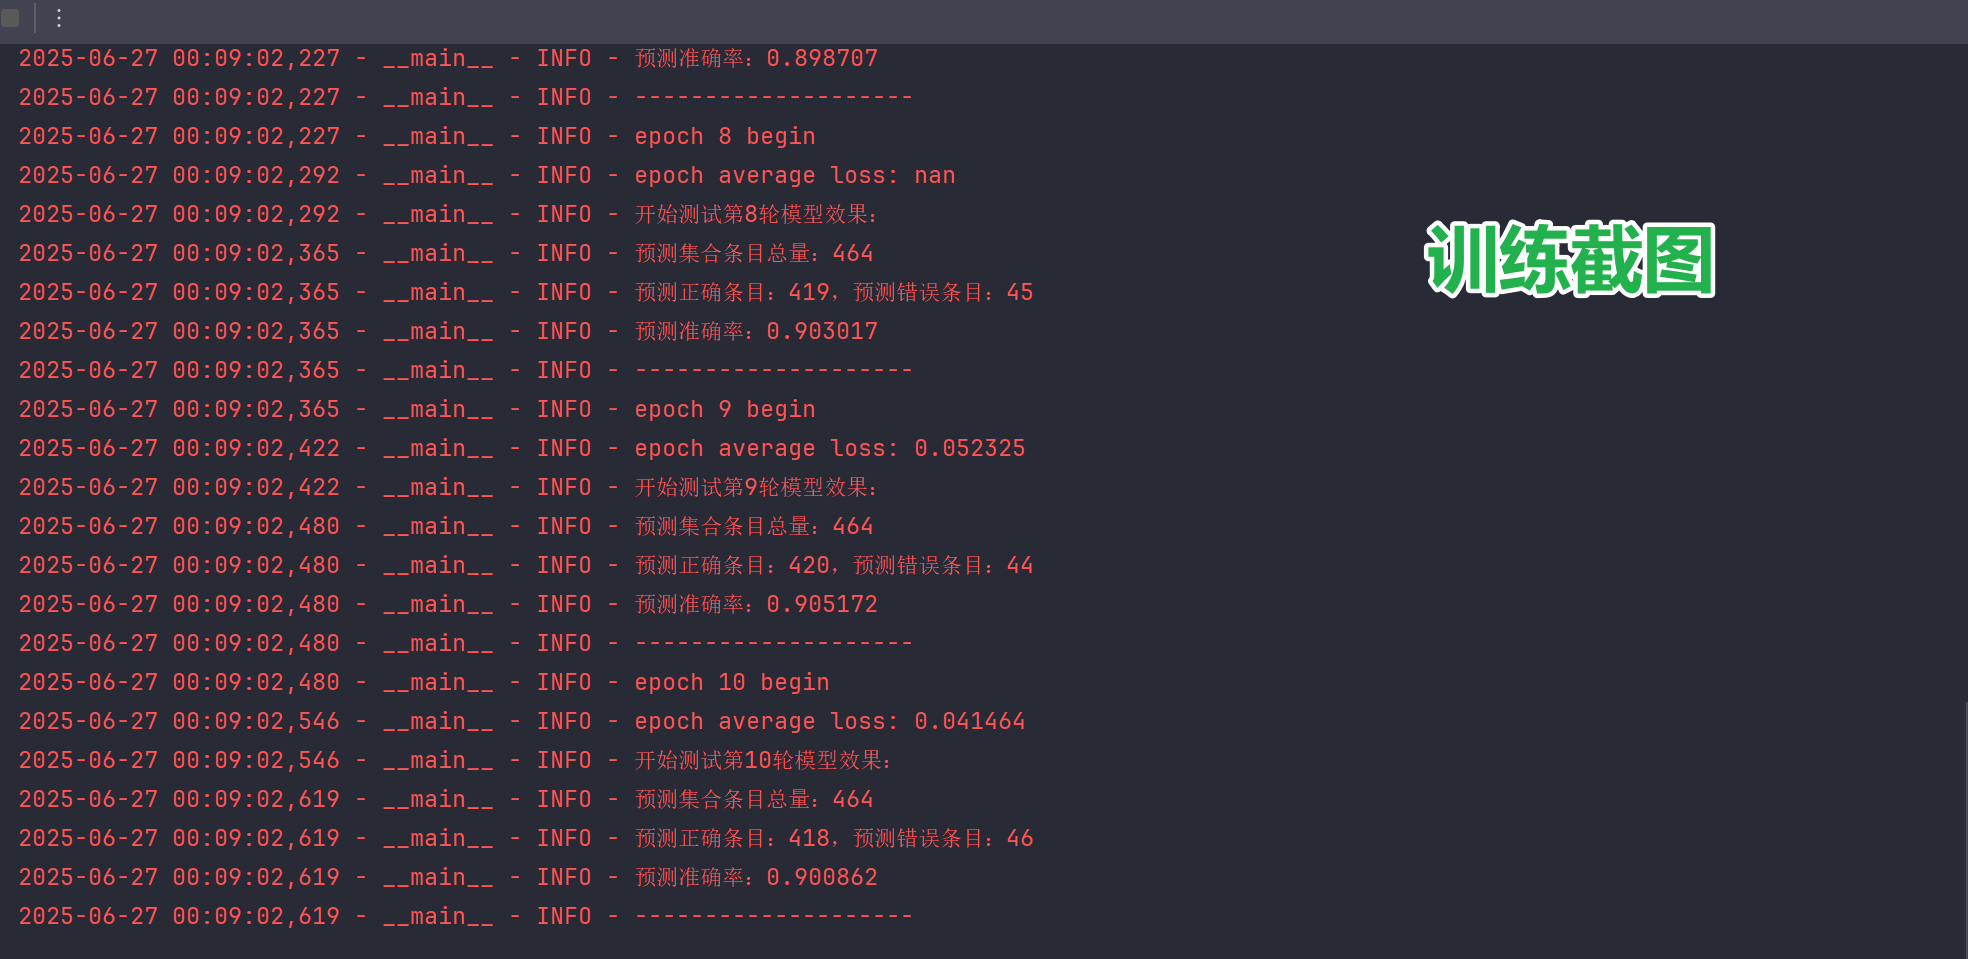 2025-06-27 00:09:02,227 - __main__ - INFO - 预测准确率：0.898707
2025-06-27 00:09:02,227 - __main__ - INFO - --------------------
2025-06-27 00:09:02,227 - __main__ - INFO - epoch 8 begin
2025-06-27 00:09:02,292 - __main__ - INFO - epoch average loss: nan
2025-06-27 00:09:02,292 - __main__ - INFO - 开始测试第8轮模型效果：
2025-06-27 00:09:02,365 - __main__ - INFO - 预测集合条目总量：464
2025-06-27 00:09:02,365 - __main__ - INFO - 预测正确条目：419，预测错误条目：45
2025-06-27 00:09:02,365 - __main__ - INFO - 预测准确率：0.903017
2025-06-27 00:09:02,365 - __main__ - INFO - --------------------
2025-06-27 00:09:02,365 - __main__ - INFO - epoch 9 begin
2025-06-27 00:09:02,422 - __main__ - INFO - epoch average loss: 0.052325
2025-06-27 00:09:02,422 - __main__ - INFO - 开始测试第9轮模型效果：
2025-06-27 00:09:02,480 - __main__ - INFO - 预测集合条目总量：464
2025-06-27 00:09:02,480 - __main__ - INFO - 预测正确条目：420，预测错误条目：44
2025-06-27 00:09:02,480 - __main__ - INFO - 预测准确率：0.905172
2025-06-27 00:09:02,480 - __main__ - INFO - --------------------
2025-06-27 00:09:02,480 - __main__ - INFO - epoch 10 begin
2025-06-27 00:09:02,546 - __main__ - INFO - epoch average loss: 0.041464
2025-06-27 00:09:02,546 - __main__ - INFO - 开始测试第10轮模型效果：
2025-06-27 00:09:02,619 - __main__ - INFO - 预测集合条目总量：464
2025-06-27 00:09:02,619 - __main__ - INFO - 预测正确条目：418，预测错误条目：46
2025-06-27 00:09:02,619 - __main__ - INFO - 预测准确率：0.900862
2025-06-27 00:09:02,619 - __main__ - INFO - --------------------
训练截图